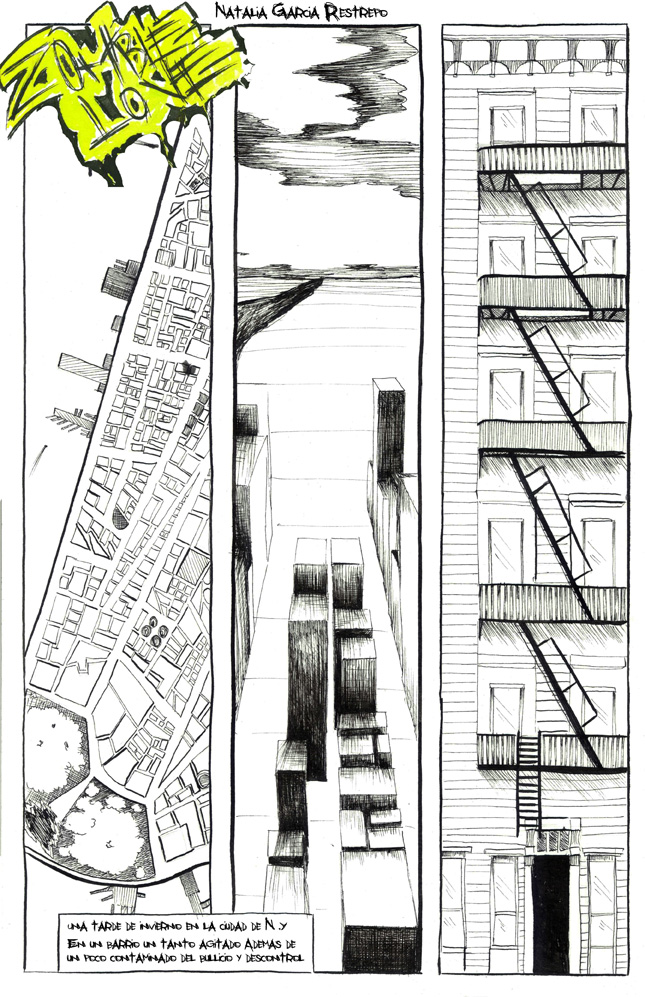 Natalia Garcia Restrepo
ZOMBIE
LOVE
una tarde de invierno en la ciudad de N.y
En un barrio un tanto agitado Además de
un poco contaminado del bullicio y descontrol